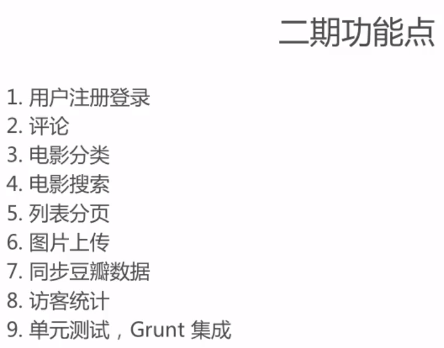 二期功能点
1. 用户注册登录
2. 评论
3. 电影分类
4. 电影搜索
5. 列表分页
6. 图片上传
7. 同步豆瓣数据
8. 访客统计
9. 单元测试，Grunt 集成